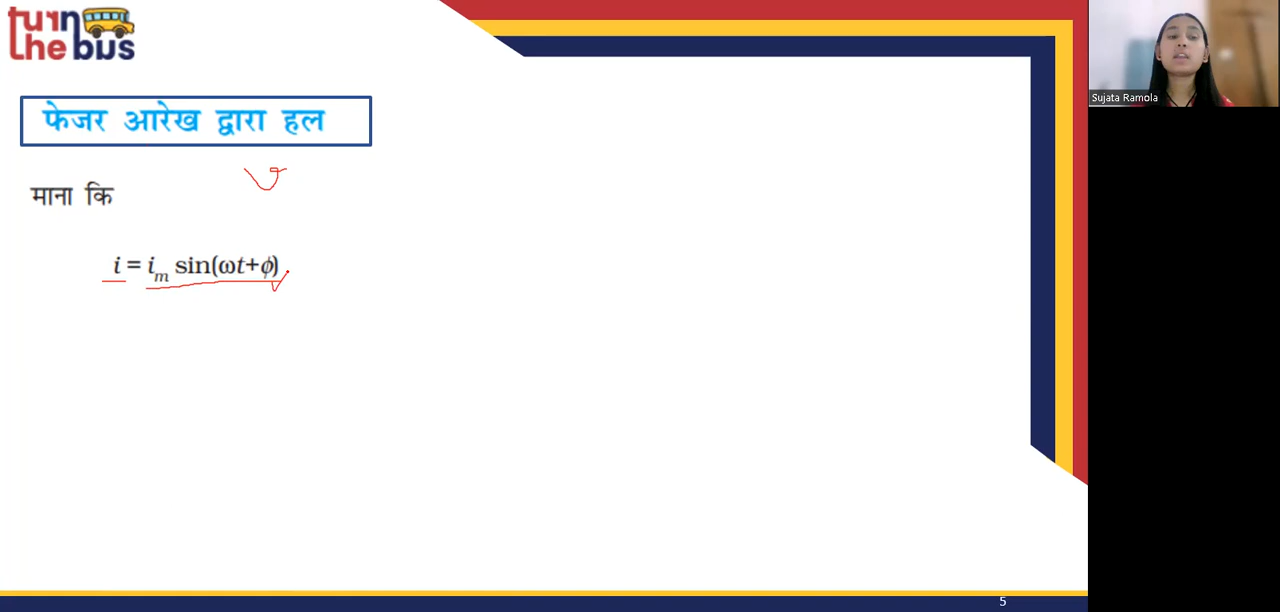 turn
the bus
फेजर आरेख द्वारा हल
v
माना कि
i = i_m sin(ωt+ϕ)
Sujata Ramola
5